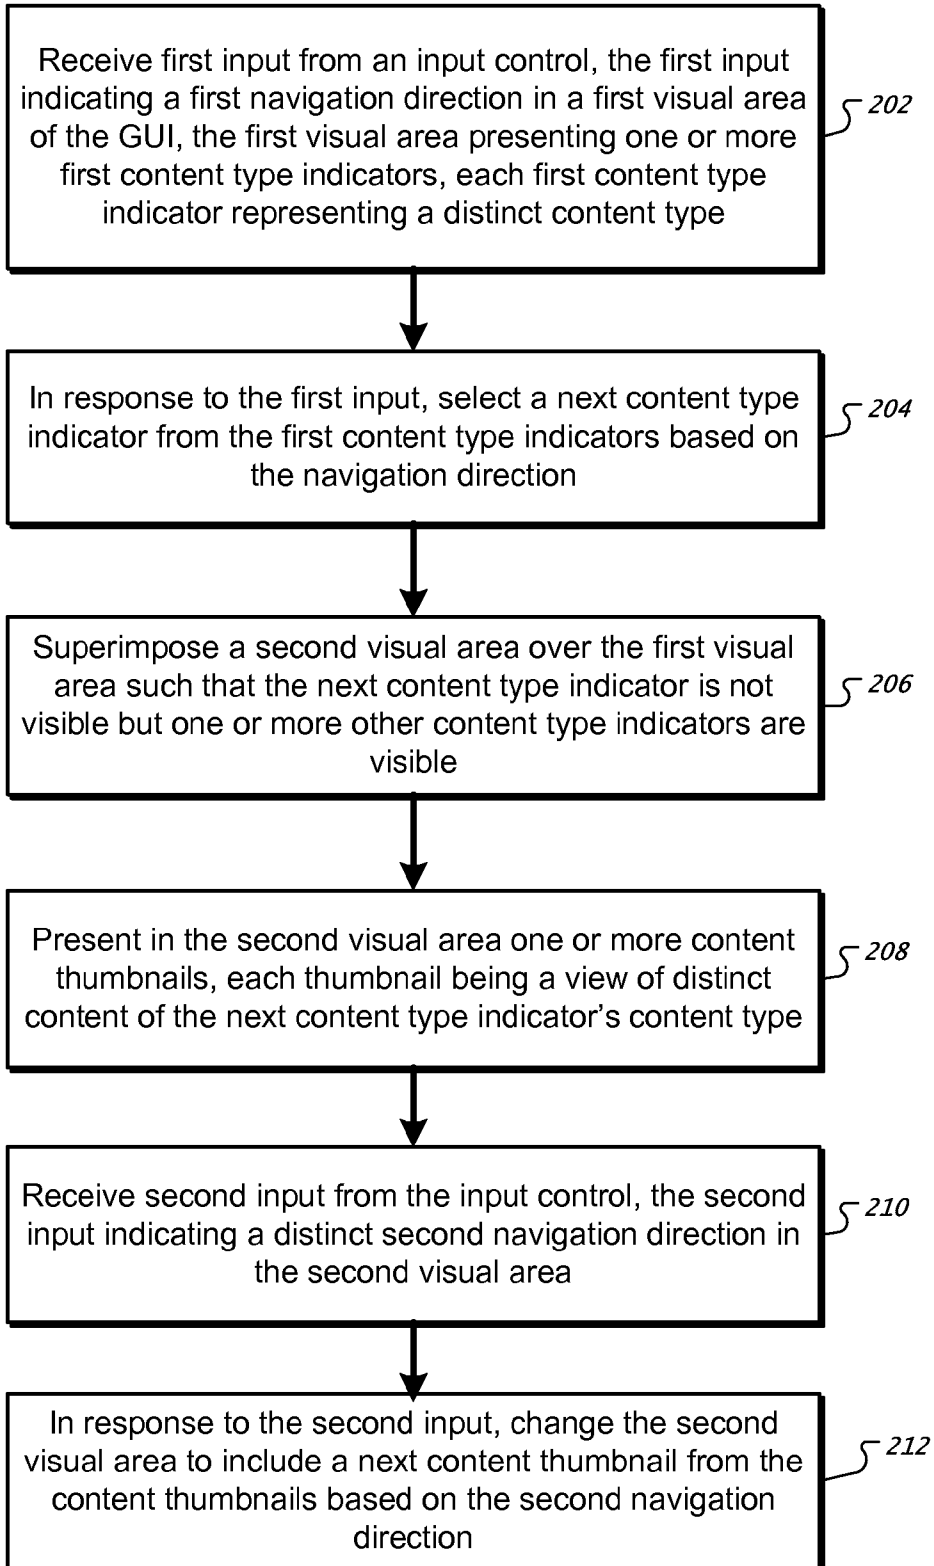 Receive first input from an input control, the first input
indicating a first navigation direction in a first visual area
of the GUI, the first visual area presenting one or more
first content type indicators, each first content type
indicator representing a distinct content type
202
In response to the first input, select a next content type
indicator from the first content type indicators based on
the navigation direction
204
Superimpose a second visual area over the first visual
area such that the next content type indicator is not
visible but one or more other content type indicators are
visible
206
Present in the second visual area one or more content
thumbnails, each thumbnail being a view of distinct
content of the next content type indicator's content type
208
Receive second input from the input control, the second
input indicating a distinct second navigation direction in
the second visual area
210
In response to the second input, change the second
visual area to include a next content thumbnail from the
content thumbnails based on the second navigation
direction
212